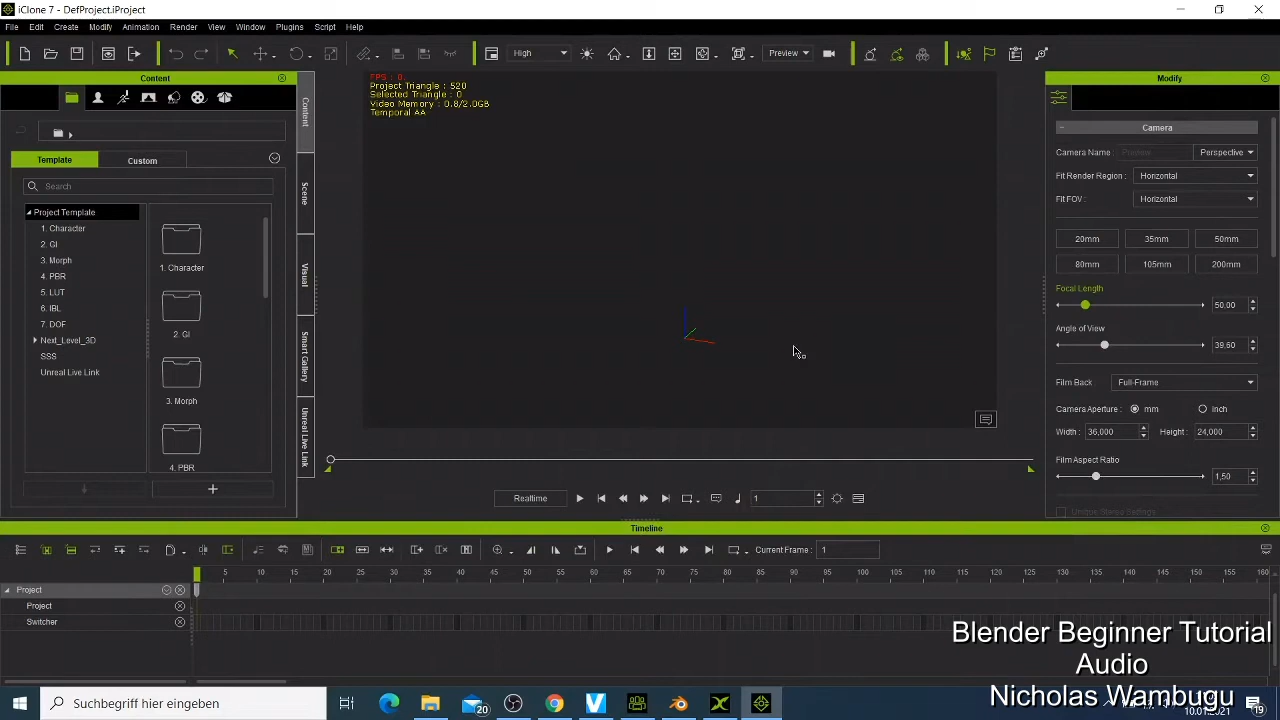 iClone 7 - DefProject.iProject
File Edit Create Modify Animation Render View Window Plugins Script Help
High
Preview
Content
Content
Scene
Visual
Smart Gallery
Unreal Live Link
Template Custom
Search
Project Template
1. Character
2. GI
3. Morph
4. PBR
5. LUT
6. IBL
7. DOF
Next_Level_3D
SSS
Unreal Live Link
1. Character
2. GI
3. Morph
4. PBR
FPS : 0.
Project Triangle : 520
Selected Triangle : 0
Video Memory : 0.8/2.0GB
Temporal AA
Realtime
1
Modify
Camera
Camera Name : Preview Perspective
Fit Render Region : Horizontal
Fit FOV : Horizontal
20mm 35mm 50mm
80mm 105mm 200mm
Focal Length
50,00
Angle of View
39,60
Film Back : Full-Frame
Camera Aperture : mm Inch
Width : 36,000 Height : 24,000
Film Aspect Ratio
1,50
Timeline
Current Frame : 1
5 10 15 20 25 30 35 40 45 50 55 60 65 70 75 80 85 90 95 100 105 110 115 120 125 130 135 140 145 150 155 160
Project
Project
Switcher
Blender Beginner Tutorial
Audio
Nicholas Wambugu
Suchbegriff hier eingeben
20
10.01.2021
19